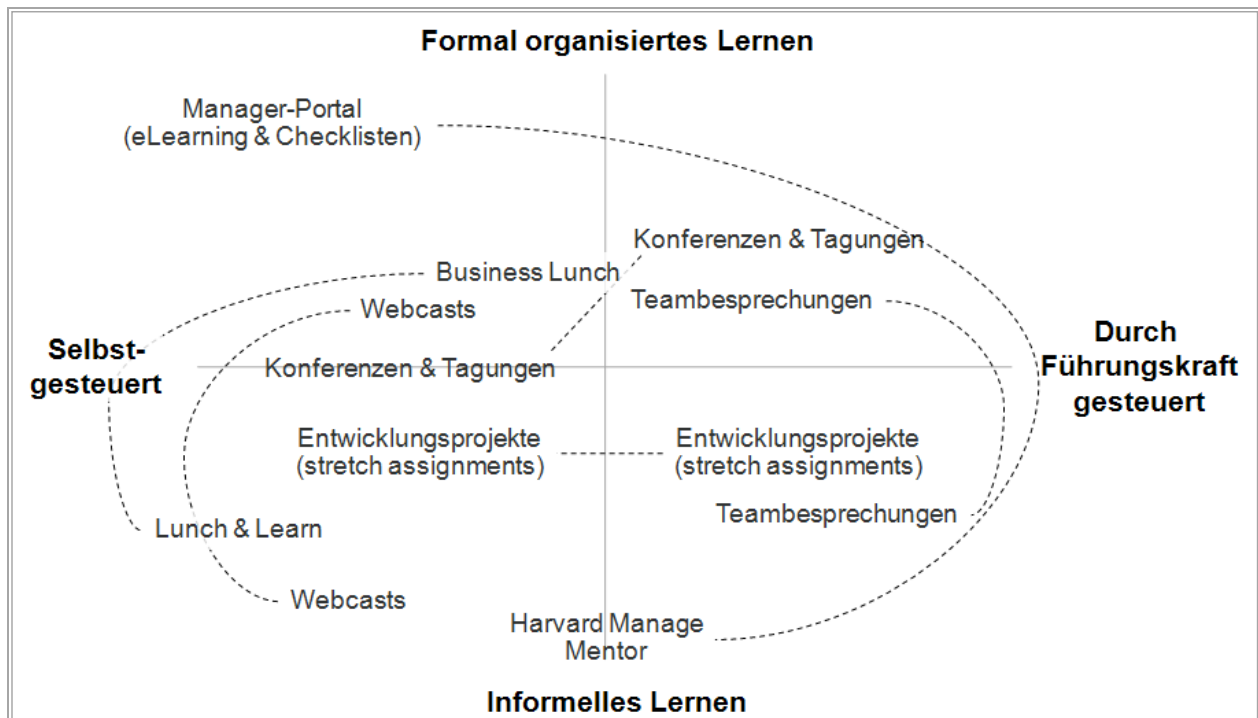 Formal organisiertes Lernen
Manager-Portal
(eLearning & Checklisten)
Konferenzen & Tagungen
Business Lunch
Teambesprechungen
Webcasts
Selbst-
gesteuert
Durch
Führungskraft
gesteuert
Konferenzen & Tagungen
Entwicklungsprojekte
(stretch assignments)
Entwicklungsprojekte
(stretch assignments)
Teambesprechungen
Lunch & Learn
Webcasts
Harvard Manage
Mentor
Informelles Lernen